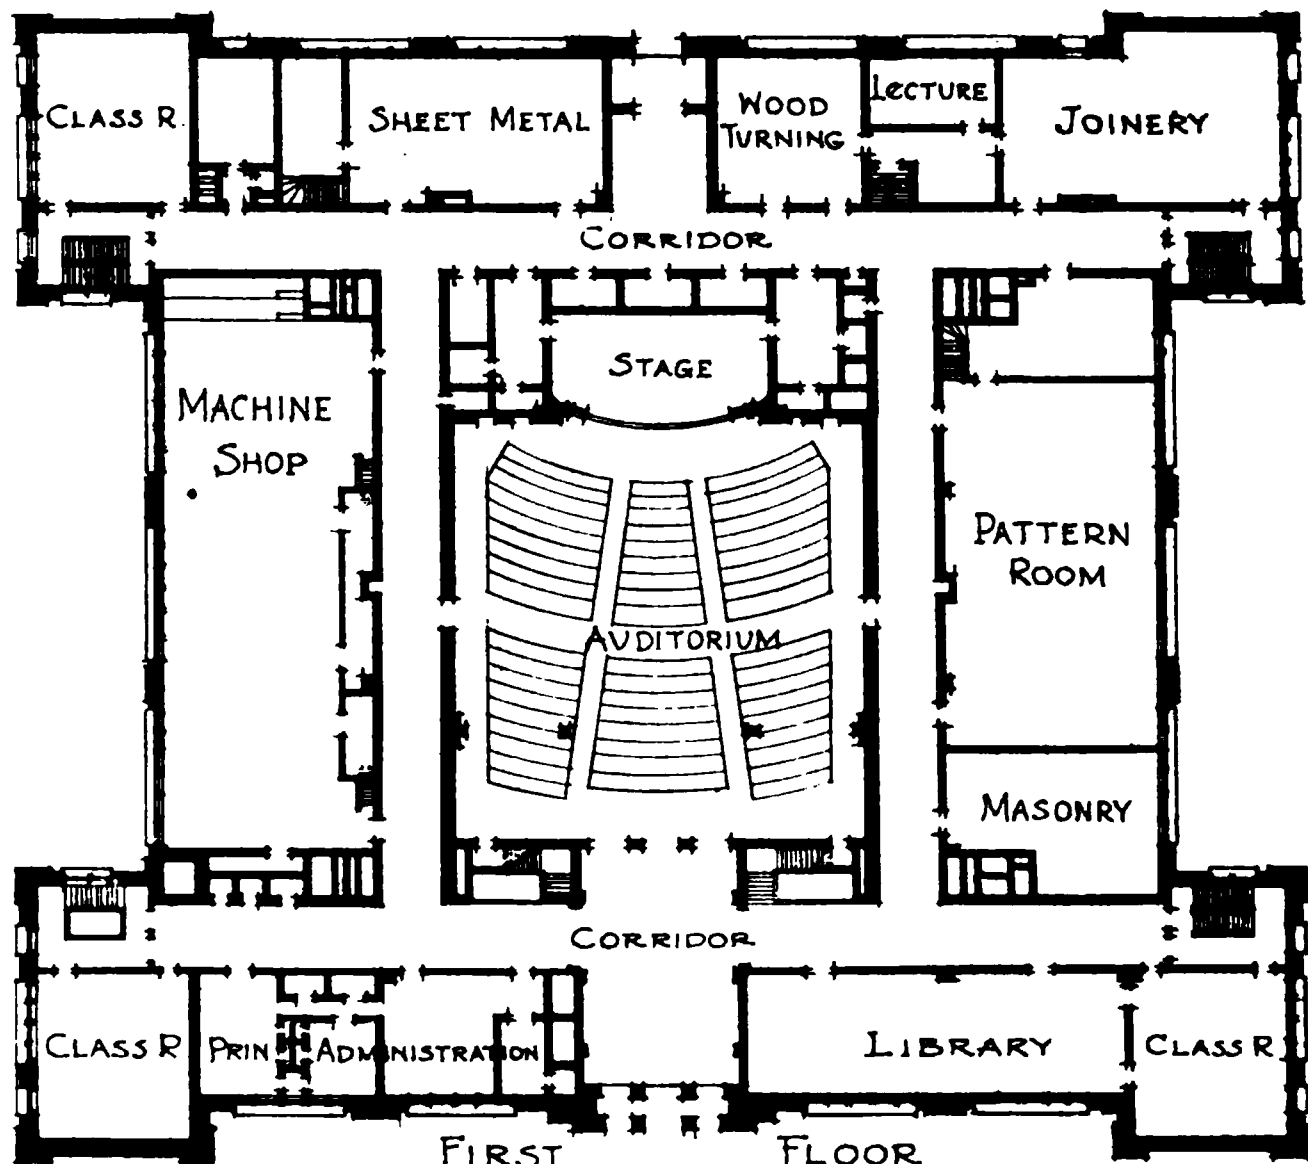 CLASS R.
SHEET METAL
WOOD
TURNING
LECTURE
JOINERY
CORRIDOR
STAGE
MACHINE
SHOP
PATTERN
ROOM
AUDITORIUM
MASONRY
CORRIDOR
CLASS R
PRIN
ADMINISTRATION
LIBRARY
CLASS R.
FIRST FLOOR